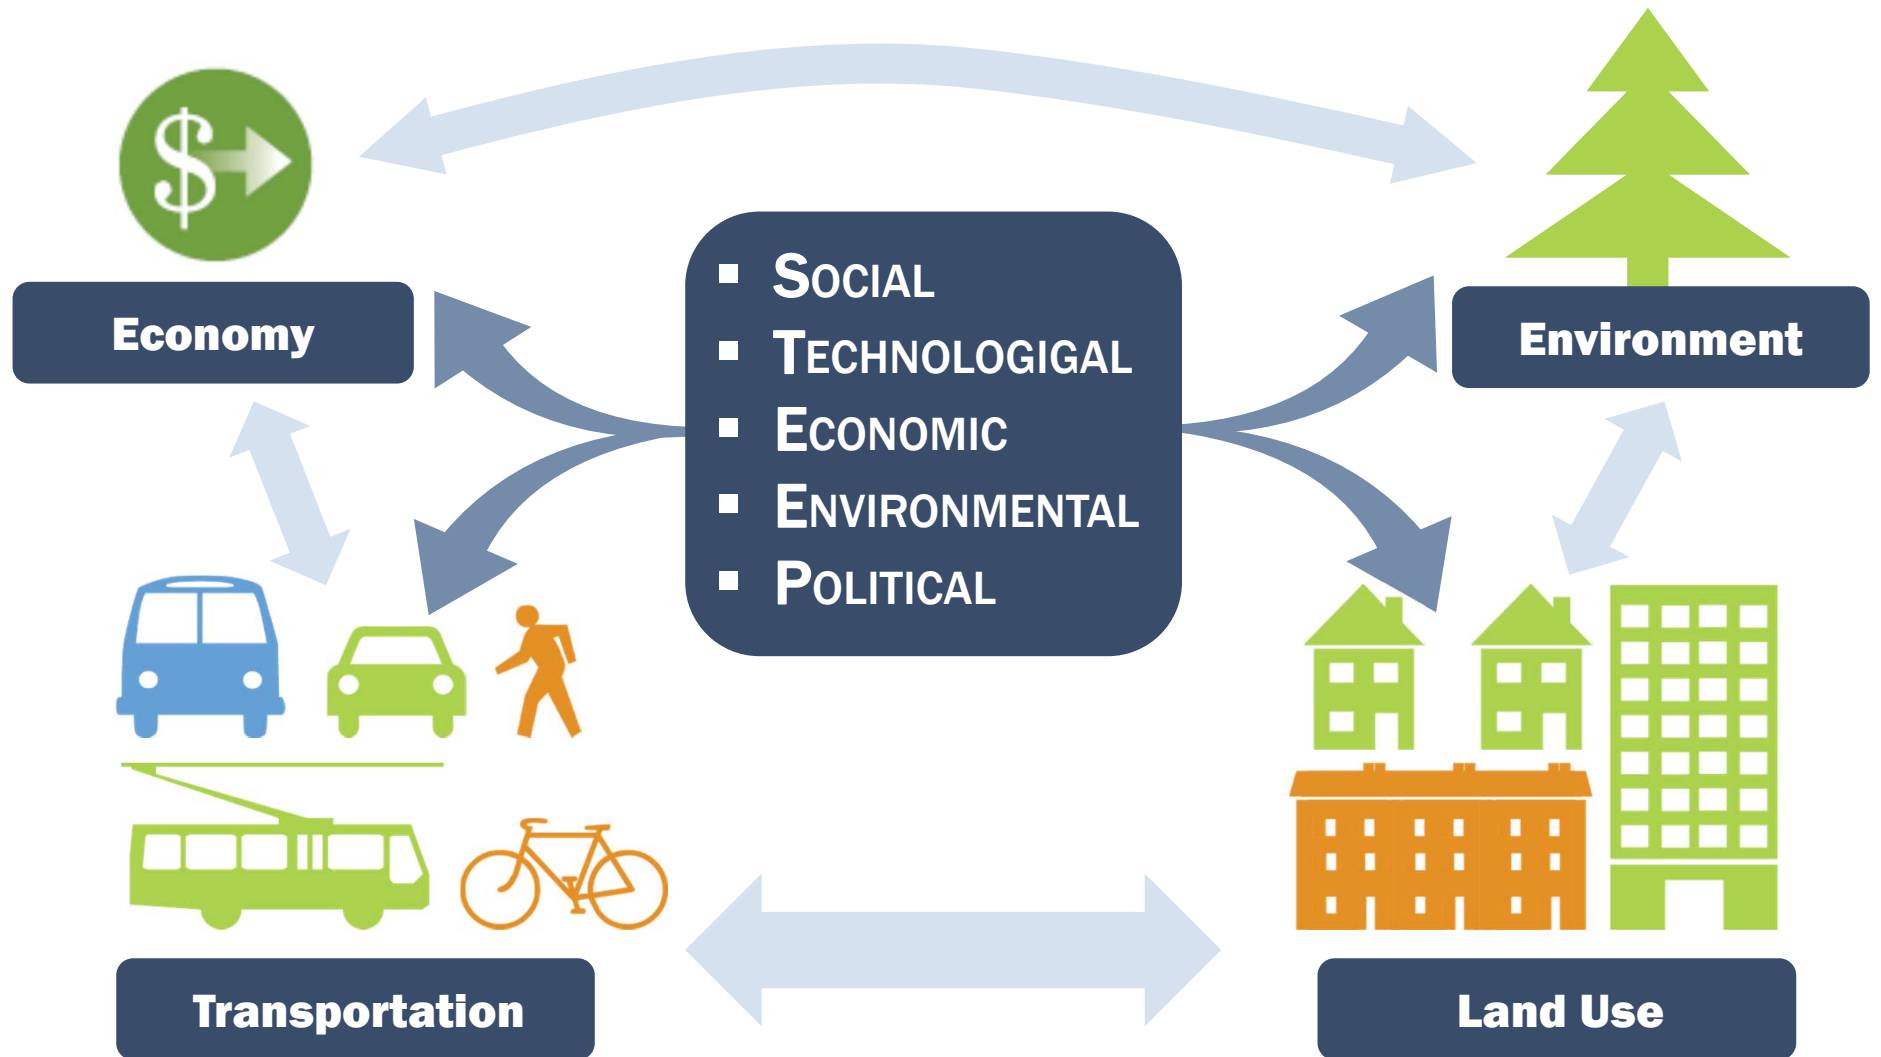 $
SOCIAL
TECHNOLOGIGAL
ECONOMIC
ENVIRONMENTAL
POLITICAL
Economy
Environment
Transportation
Land Use